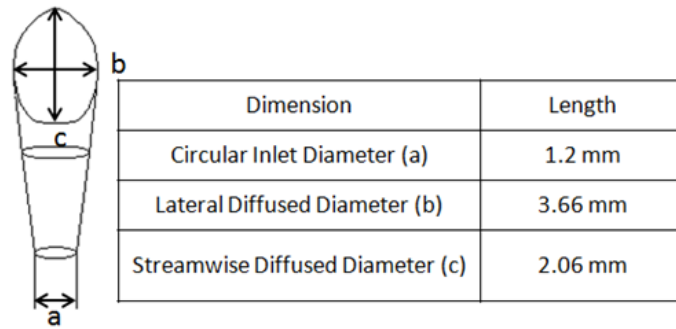 b
c
a
Dimension Length
Circular Inlet Diameter (a) 1.2 mm
Lateral Diffused Diameter (b) 3.66 mm
Streamwise Diffused Diameter (c) 2.06 mm